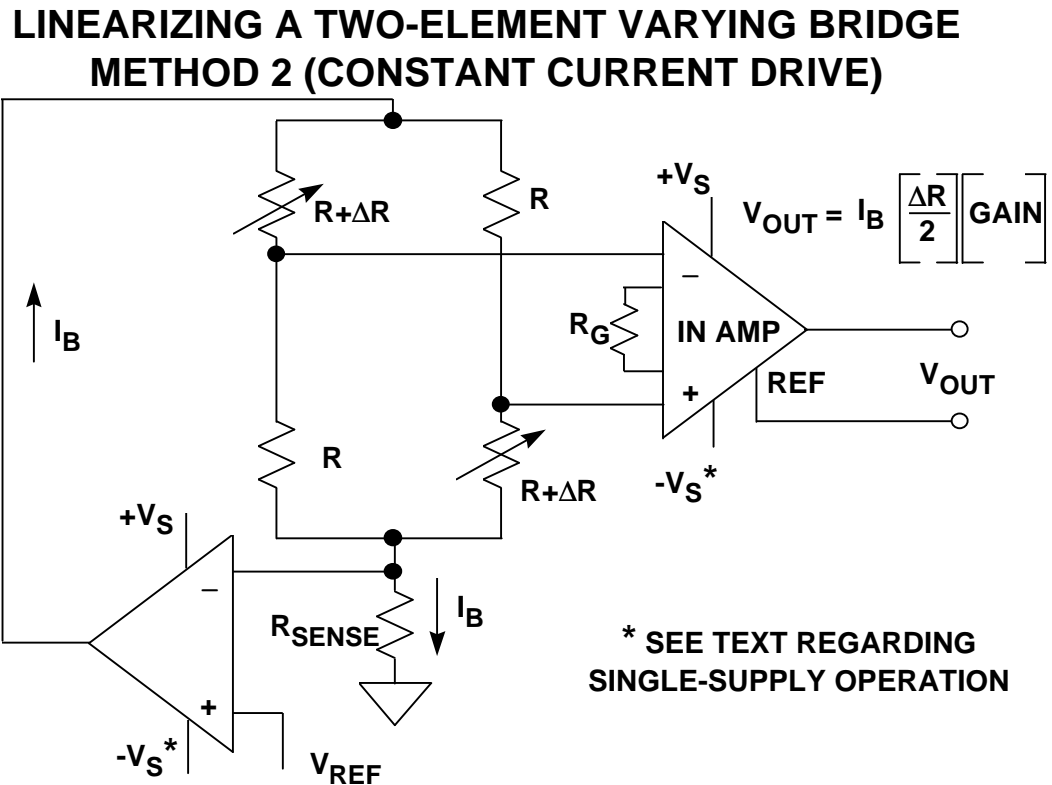 LINEARIZING A TWO-ELEMENT VARYING BRIDGE
METHOD 2 (CONSTANT CURRENT DRIVE)
R+ΔR
R
+VS
VOUT = IB [ΔR/2] [GAIN]
IB
−
RG
IN AMP
+
REF
VOUT
-VS*
R
R+ΔR
+VS
−
RSENSE
IB
+
-VS*
VREF
* SEE TEXT REGARDING
SINGLE-SUPPLY OPERATION